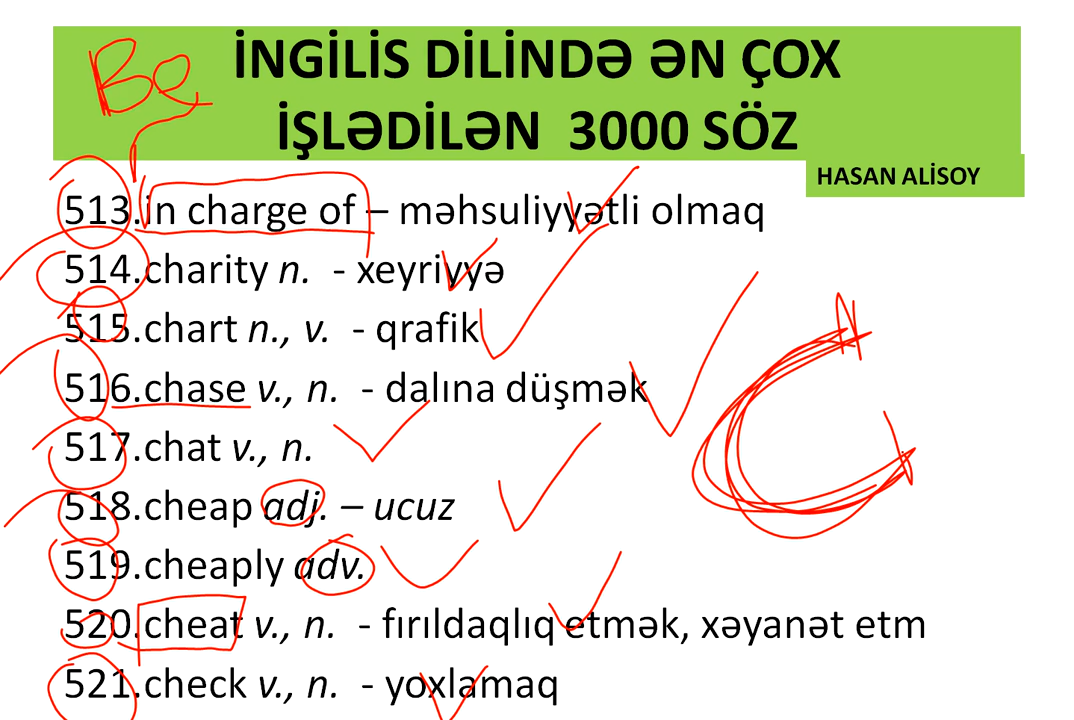 Be
İNGİLİS DİLİNDƏ ƏN ÇOX
İŞLƏDİLƏN 3000 SÖZ
HASAN ALİSOY
513.in charge of – məhsuliyyətli olmaq
514.charity n. - xeyriyyə
515.chart n., v. - qrafik
516.chase v., n. - dalına düşmək
517.chat v., n.
518.cheap adj. – ucuz
519.cheaply adv.
520.cheat v., n. - fırıldaqlıq etmək, xəyanət etm
521.check v., n. - yoxlamaq
C